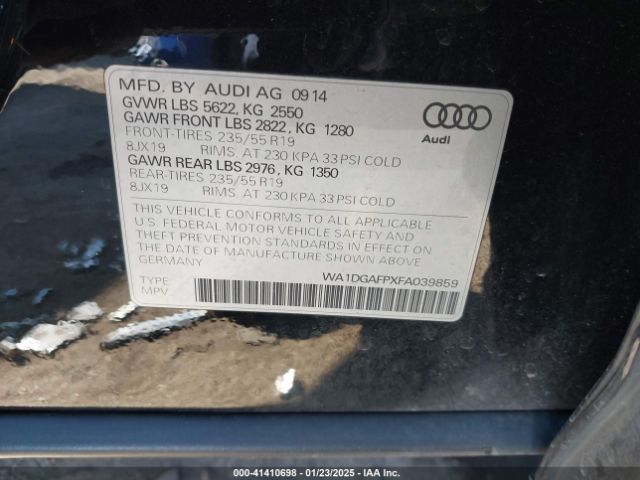 MFD. BY AUDI AG 09 14
GVWR LBS 5622, KG 2550
GAWR FRONT LBS 2822, KG 1280
FRONT-TIRES 235/55 R19
8JX19 RIMS, AT 230 KPA 33 PSI COLD
GAWR REAR LBS 2976, KG 1350
REAR-TIRES 235/55 R19
8JX19 RIMS, AT 230 KPA 33 PSI COLD
Audi
THIS VEHICLE CONFORMS TO ALL APPLICABLE
U.S. FEDERAL MOTOR VEHICLE SAFETY AND
THEFT PREVENTION STANDARDS IN EFFECT ON
THE DATE OF MANUFACTURE SHOWN ABOVE
GERMANY
WA1DGAFPXFA039859
TYPE:
MPV
000-41410698 - 01/23/2025 - IAAI.COM